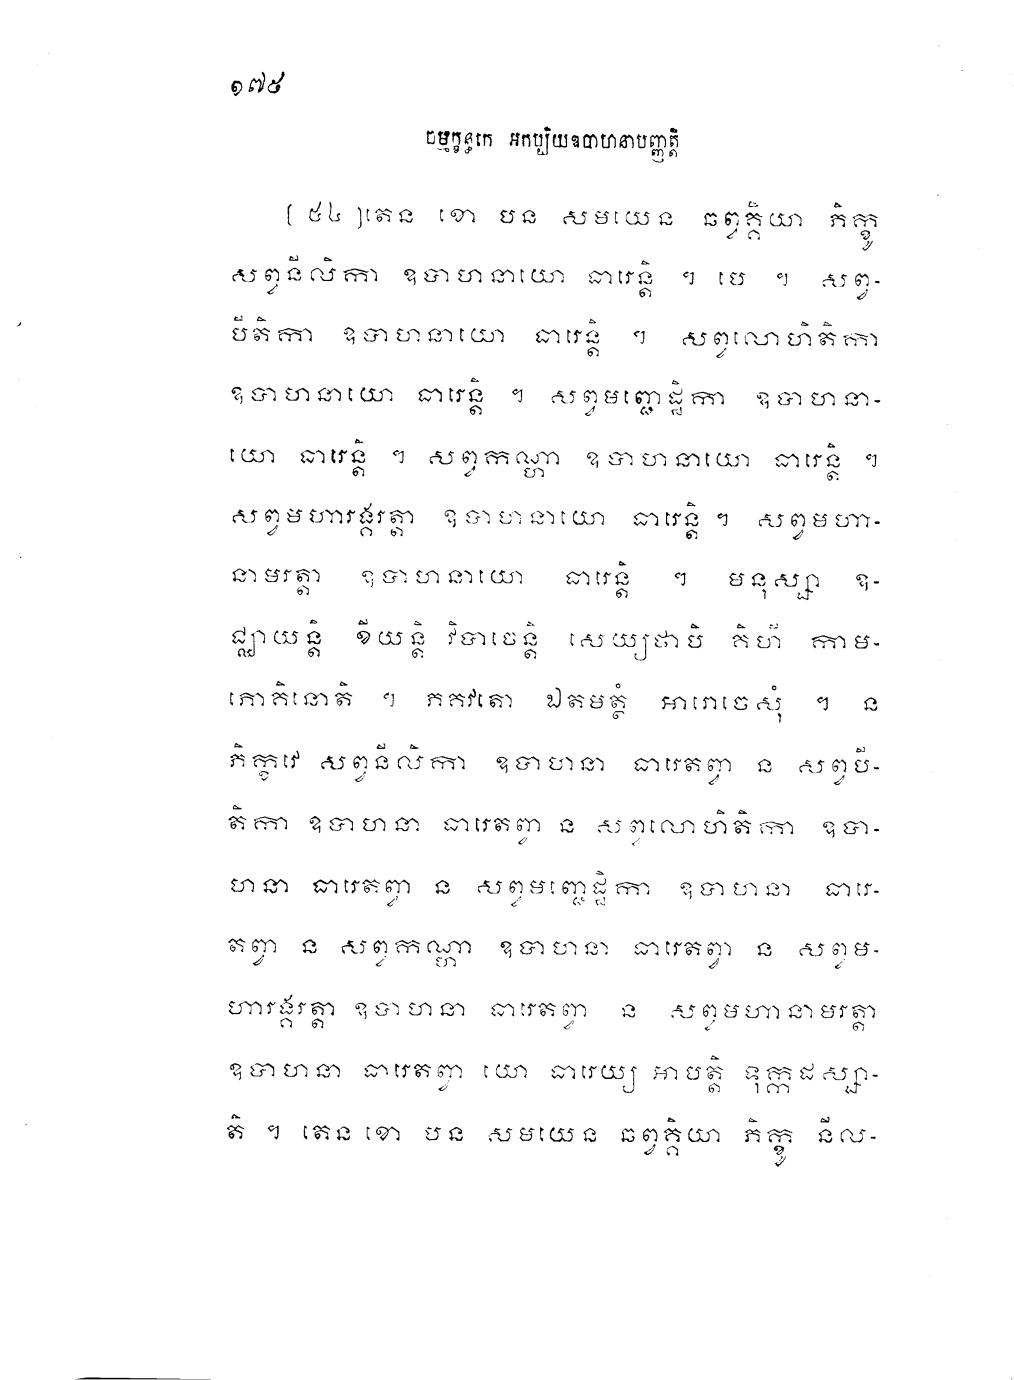 ១៧៥
ចម្មក្ខន្ធកេ អកប្បិយឧបាហនាបញ្ញត្តិ
[ ៥៤ ] តេន ខោ បន សមយេន ឆព្វគ្គិយា ភិក្ខូ
សព្វនីលិកា ឧបាហនាយោ ធារេន្តិ ។ បេ ។ សព្វ-
បីតិកា ឧបាហនាយោ ធារេន្តិ ។ សព្វលោហិតិកា
ឧបាហនាយោ ធារេន្តិ ។ សព្វមញ្ជេដ្ឋិកា ឧបាហនា-
យោ ធារេន្តិ ។ សព្វកណ្ហា ឧបាហនាយោ ធារេន្តិ ។
សព្វមហារង្គរត្តា ឧបាហនាយោ ធារេន្តិ ។ សព្វមហា-
នាមរត្តា ឧបាហនាយោ ធារេន្តិ ។ មនុស្សា ឧ-
ជ្ឈាយន្តិ ខីយន្តិ វិបាចេន្តិ សេយ្យថាបិ គិហី កាម-
ភោគិនោតិ ។ ភគវតោ ឯតមត្ថំ អារោចេសុំ ។ ន
ភិក្ខវេ សព្វនីលិកា ឧបាហនា ធារេតព្វា ន សព្វបី-
តិកា ឧបាហនា ធារេតព្វា ន សព្វលោហិតិកា ឧបា-
ហនា ធារេតព្វា ន សព្វមញ្ជេដ្ឋិកា ឧបាហនា ធារេ-
តព្វា ន សព្វកណ្ហា ឧបាហនា ធារេតព្វា ន សព្វម-
ហារង្គរត្តា ឧបាហនា ធារេតព្វា ន សព្វមហានាមរត្តា
ឧបាហនា ធារេតព្វា យោ ធារេយ្យ អាបត្តិ ទុក្កដស្សា-
តិ ។ តេន ខោ បន សមយេន ឆព្វគ្គិយា ភិក្ខូ នីល-